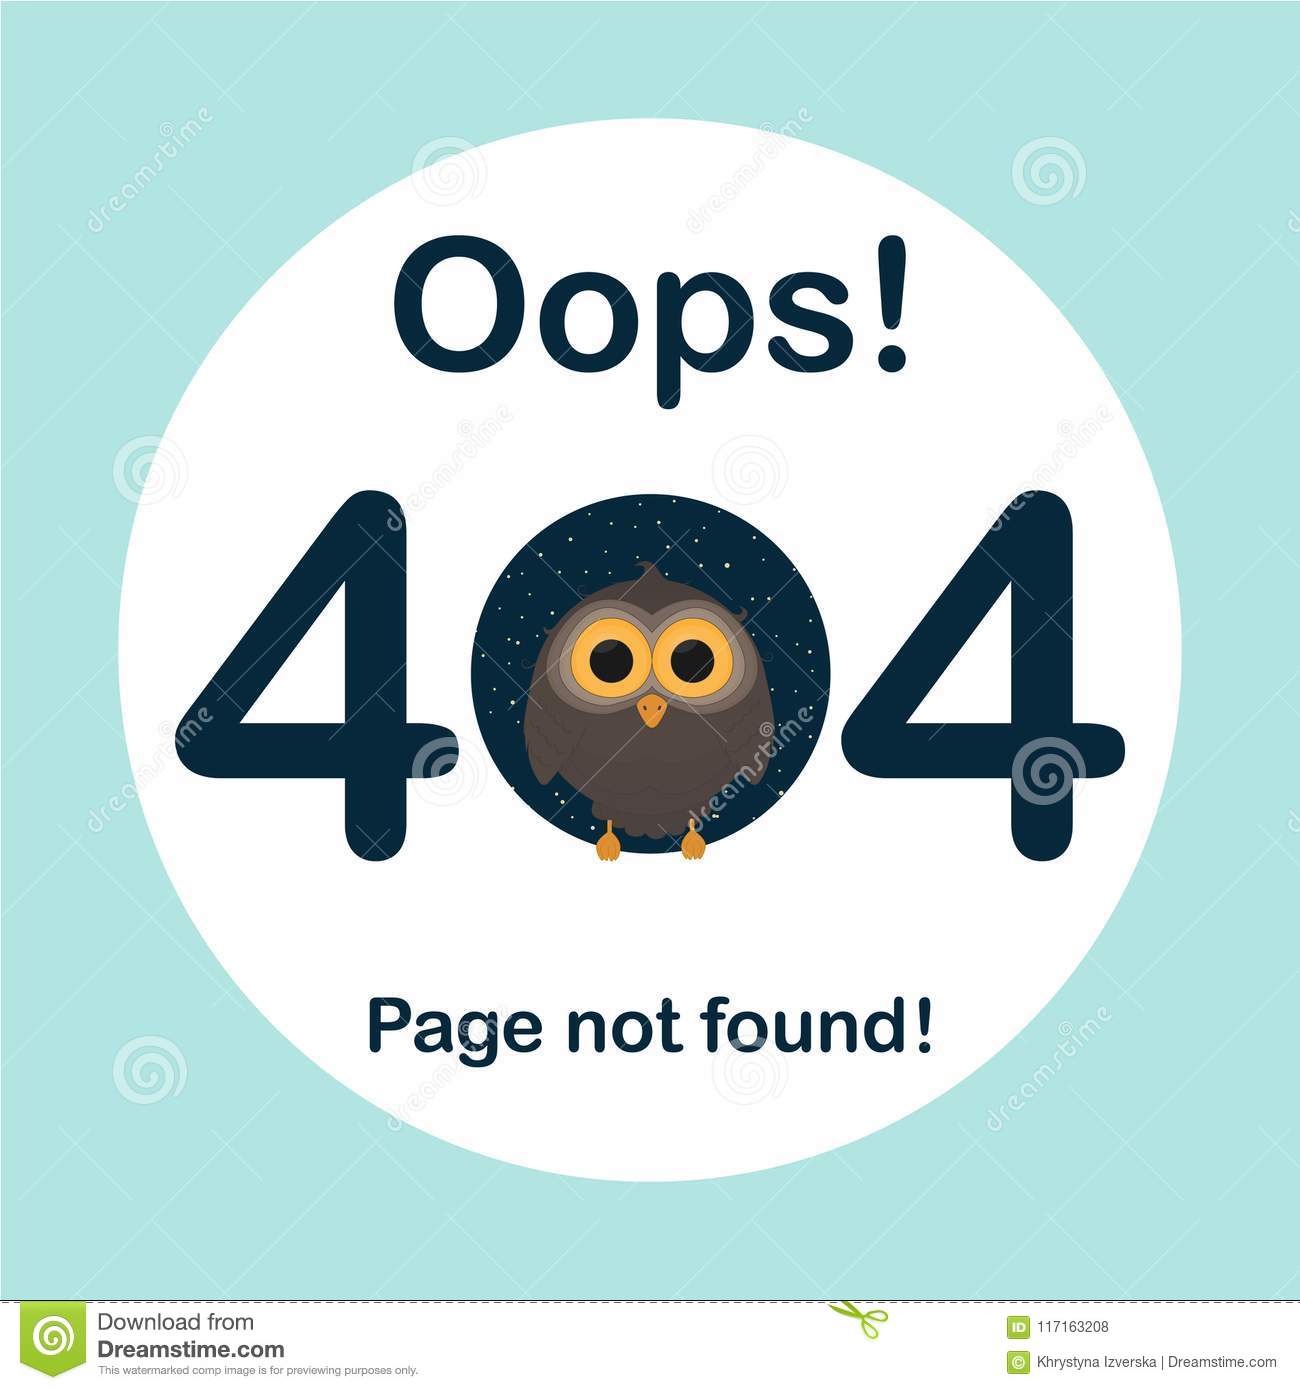 Oops!
404
Page not found!
dreamstime
Download from
Dreamstime.com
This watermarked comp image is for previewing purposes only.
ID 117163208
© Khrystyna Izverska | Dreamstime.com